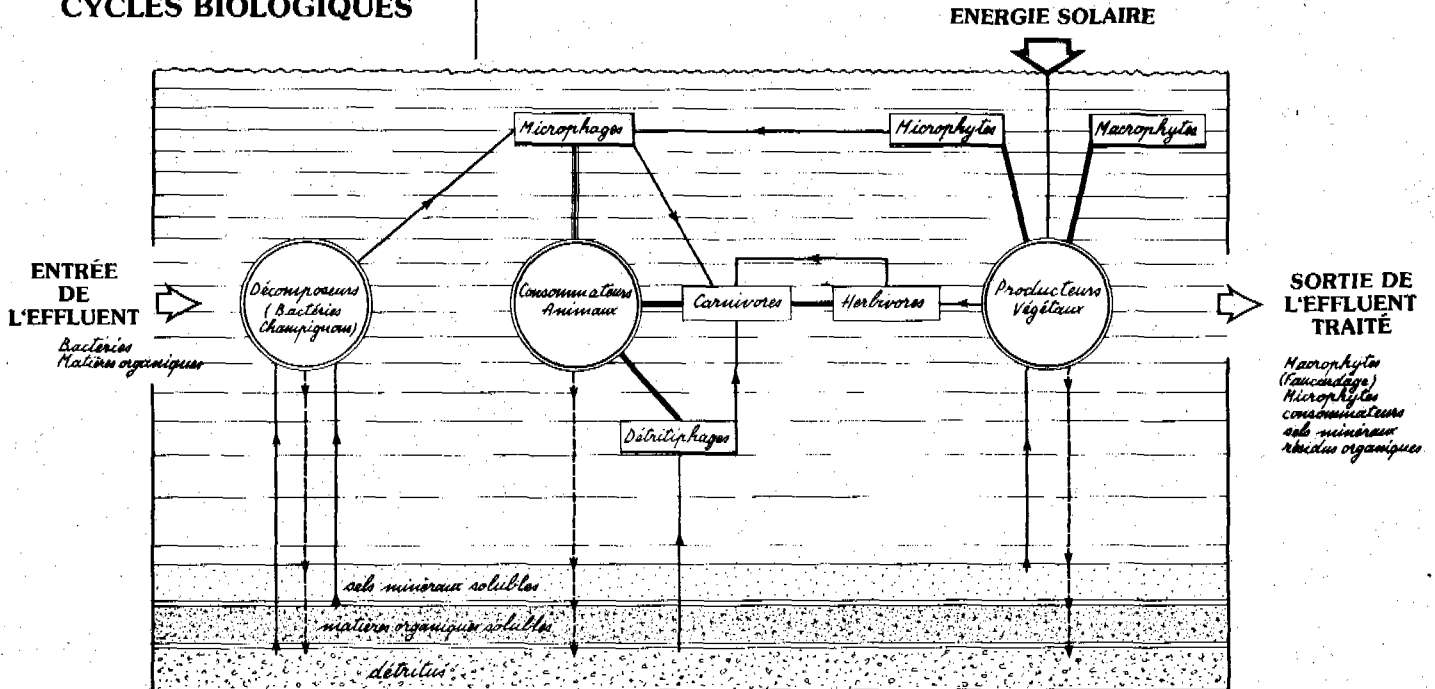 CYCLES BIOLOGIQUES
ENERGIE SOLAIRE
Microphages
Microphytes
Macrophytes
ENTRÉE
DE
L'EFFLUENT
Bactéries
Matières organiques
Décomposeurs
(Bactéries
Champignons)
Consommateurs
Animaux
Carnivores
Herbivores
Producteurs
Végétaux
SORTIE DE
L'EFFLUENT
TRAITÉ
Macrophytes
(Faucardage)
Microphytes
consommateurs
sels minéraux
résidus organiques
Détritiphages
sels minéraux solubles
matières organiques solubles
détritus